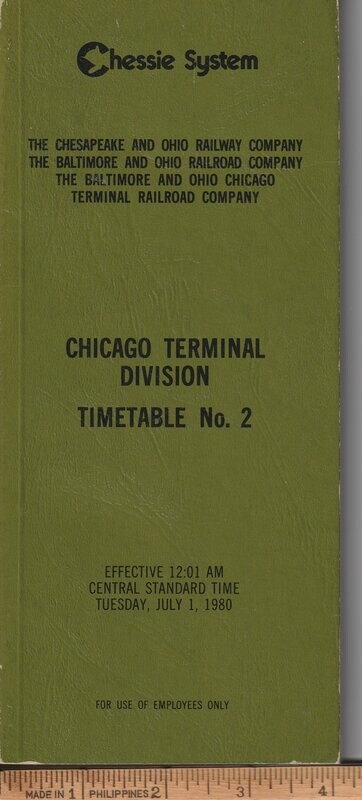 Chessie System
THE CHESAPEAKE AND OHIO RAILWAY COMPANY
THE BALTIMORE AND OHIO RAILROAD COMPANY
THE BALTIMORE AND OHIO CHICAGO
TERMINAL RAILROAD COMPANY
CHICAGO TERMINAL
DIVISION
TIMETABLE No. 2
EFFECTIVE 12:01 AM
CENTRAL STANDARD TIME
TUESDAY, JULY 1, 1980
FOR USE OF EMPLOYEES ONLY
MADE IN 1 PHILIPPINES 2 3 4